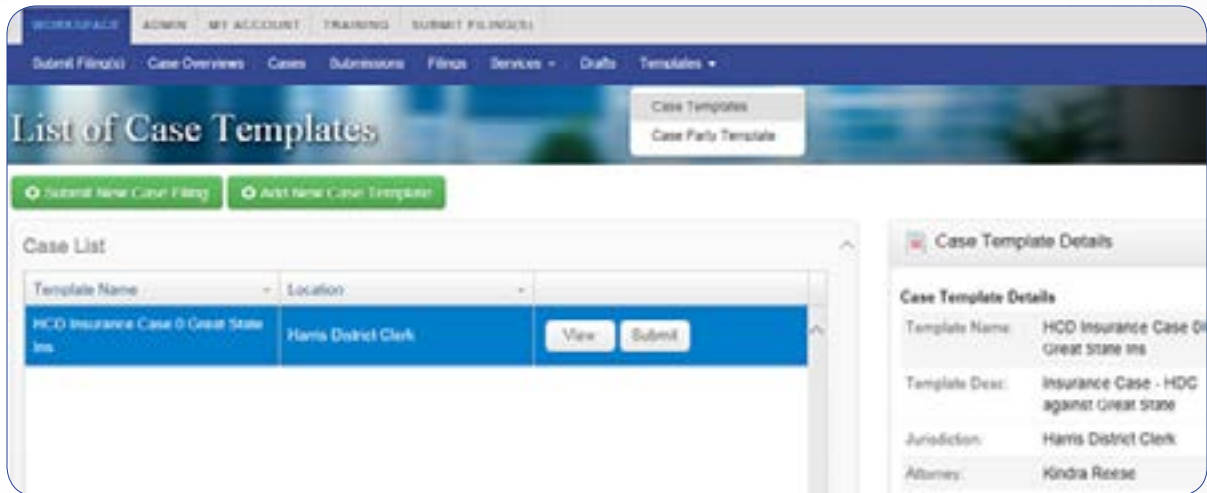 WORKSPACE ADMIN MY ACCOUNT TRAINING SUBMIT FILING(S)
Submit Filing(s) Case Overviews Cases Submissions Filings Services Drafts Templates
Case Templates
Case Party Template
List of Case Templates
Submit New Case Filing Add New Case Template
Case List
Template Name Location
HCD Insurance Case 0 Great State Ins
Harris District Clerk
View Submit
Case Template Details
Case Template Details
Template Name: HCD Insurance Case
Great State Ins
Template Desc: Insurance Case - HDC
against Great State
Jurisdiction: Harris District Clerk
Attorney: Kindra Reese